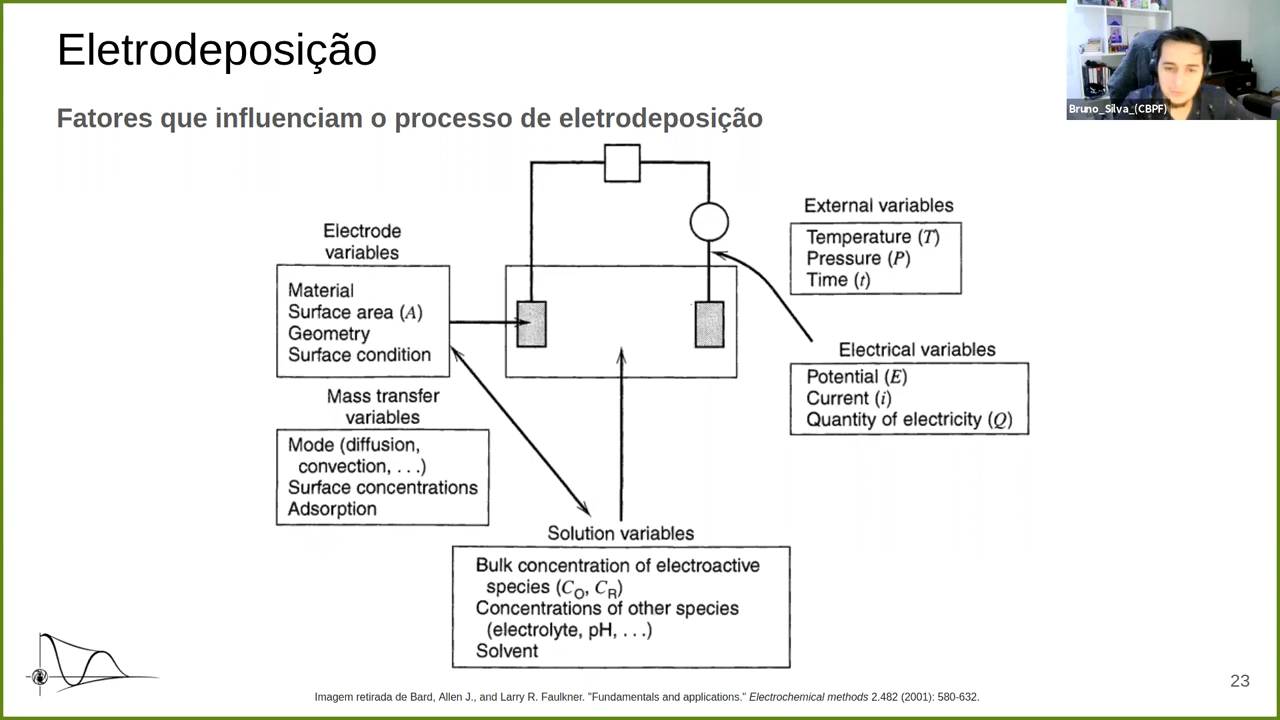 Eletrodeposição
Fatores que influenciam o processo de eletrodeposição
Bruno_Silva_(CBPF)
Electrode
variables
Material
Surface area (A)
Geometry
Surface condition
Mass transfer
variables
Mode (diffusion,
convection, . . .)
Surface concentrations
Adsorption
External variables
Temperature (T)
Pressure (P)
Time (t)
Electrical variables
Potential (E)
Current (i)
Quantity of electricity (Q)
Solution variables
Bulk concentration of electroactive
species (CO, CR)
Concentrations of other species
(electrolyte, pH, . . .)
Solvent
Imagem retirada de Bard, Allen J., and Larry R. Faulkner. "Fundamentals and applications." Electrochemical methods 2.482 (2001): 580-632.
23